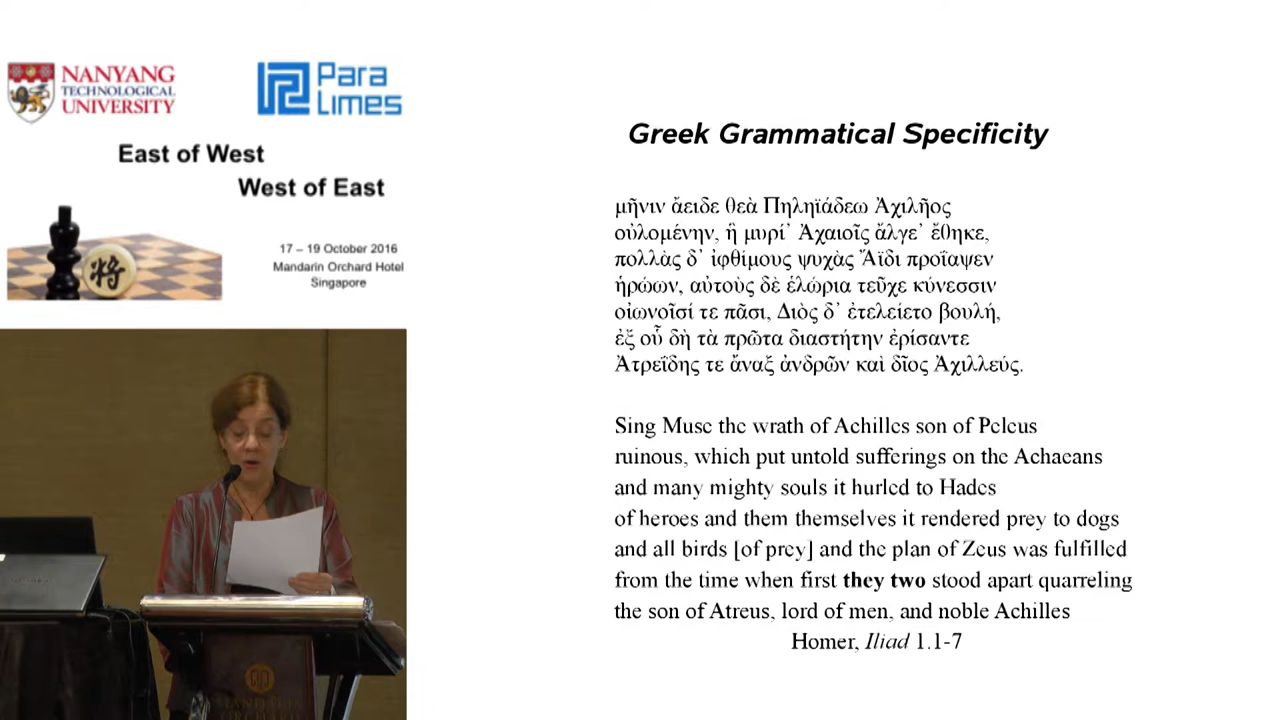 NANYANG
TECHNOLOGICAL
UNIVERSITY
Para
Limes
East of West
West of East
将
17 – 19 October 2016
Mandarin Orchard Hotel
Singapore
Greek Grammatical Specificity
μῆνιν ἄειδε θεὰ Πηληϊάδεω Ἀχιλῆος
οὐλομένην, ἣ μυρί᾽ Ἀχαιοῖς ἄλγε᾽ ἔθηκε,
πολλὰς δ᾽ ἰφθίμους ψυχὰς Ἄϊδι προΐαψεν
ἡρώων, αὐτοὺς δὲ ἑλώρια τεῦχε κύνεσσιν
οἰωνοῖσί τε πᾶσι, Διὸς δ᾽ ἐτελείετο βουλή,
ἐξ οὗ δὴ τὰ πρῶτα διαστήτην ἐρίσαντε
Ἀτρεΐδης τε ἄναξ ἀνδρῶν καὶ δῖος Ἀχιλλεύς.
Sing Muse the wrath of Achilles son of Peleus
ruinous, which put untold sufferings on the Achaeans
and many mighty souls it hurled to Hades
of heroes and them themselves it rendered prey to dogs
and all birds [of prey] and the plan of Zeus was fulfilled
from the time when first they two stood apart quarreling
the son of Atreus, lord of men, and noble Achilles
Homer, Iliad 1.1-7